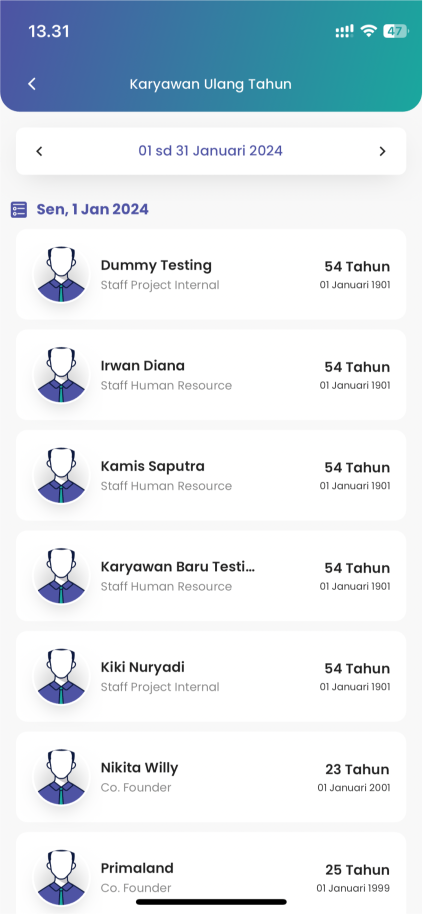 13.31
47
Karyawan Ulang Tahun
01 sd 31 Januari 2024
Sen, 1 Jan 2024
Dummy Testing
54 Tahun
Staff Project Internal
01 Januari 1901
Irwan Diana
54 Tahun
Staff Human Resource
01 Januari 1901
Kamis Saputra
54 Tahun
Staff Human Resource
01 Januari 1901
Karyawan Baru Testi...
54 Tahun
Staff Human Resource
01 Januari 1901
Kiki Nuryadi
54 Tahun
Staff Project Internal
01 Januari 1901
Nikita Willy
23 Tahun
Co. Founder
01 Januari 2001
Primaland
25 Tahun
Co. Founder
01 Januari 1999